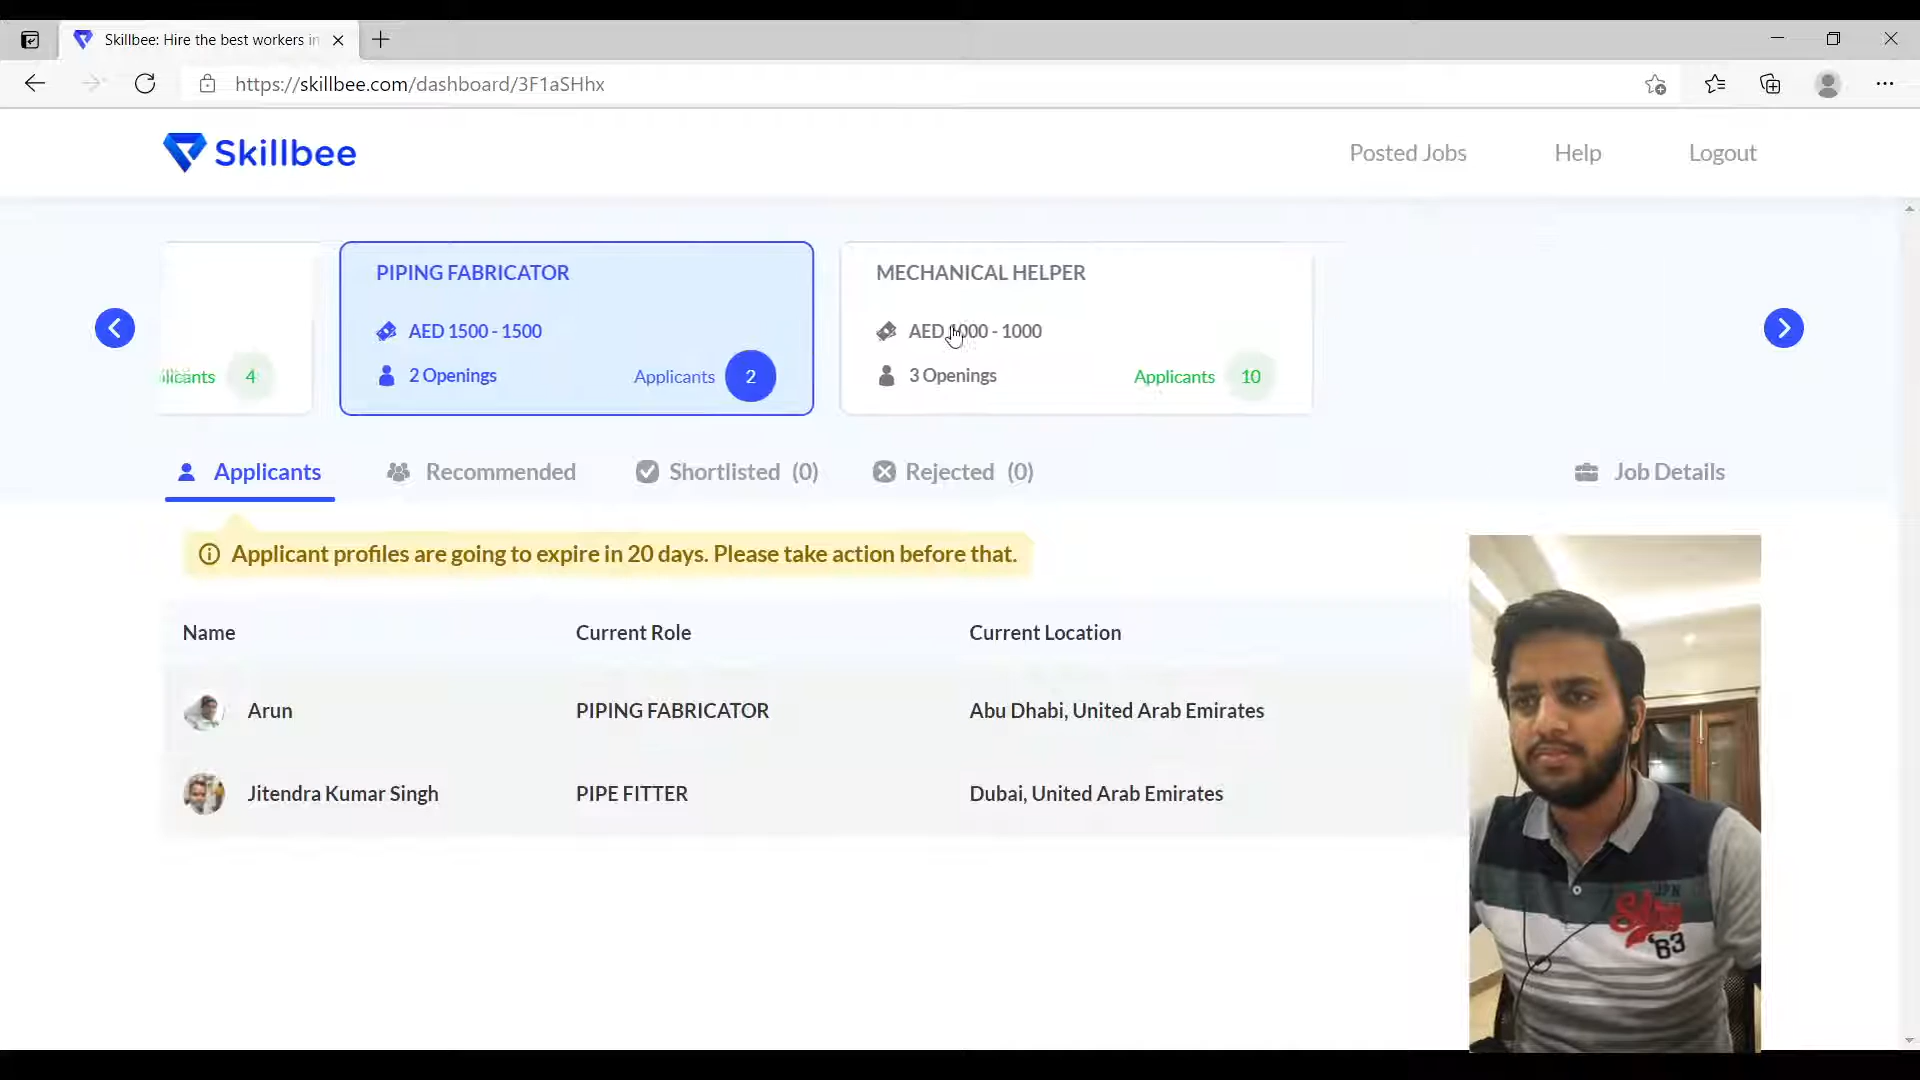 Skillbee: Hire the best workers in
https://skillbee.com/dashboard/3F1aSHhx
Skillbee
Posted Jobs
Help
Logout
PIPING FABRICATOR
AED 1500 - 1500
2 Openings
Applicants 2
MECHANICAL HELPER
AED 1000 - 1000
3 Openings
Applicants 10
licants 4
Applicants
Recommended
Shortlisted (0)
Rejected (0)
Job Details
Applicant profiles are going to expire in 20 days. Please take action before that.
Name Current Role Current Location
Arun PIPING FABRICATOR Abu Dhabi, United Arab Emirates
Jitendra Kumar Singh PIPE FITTER Dubai, United Arab Emirates
JPN
'63